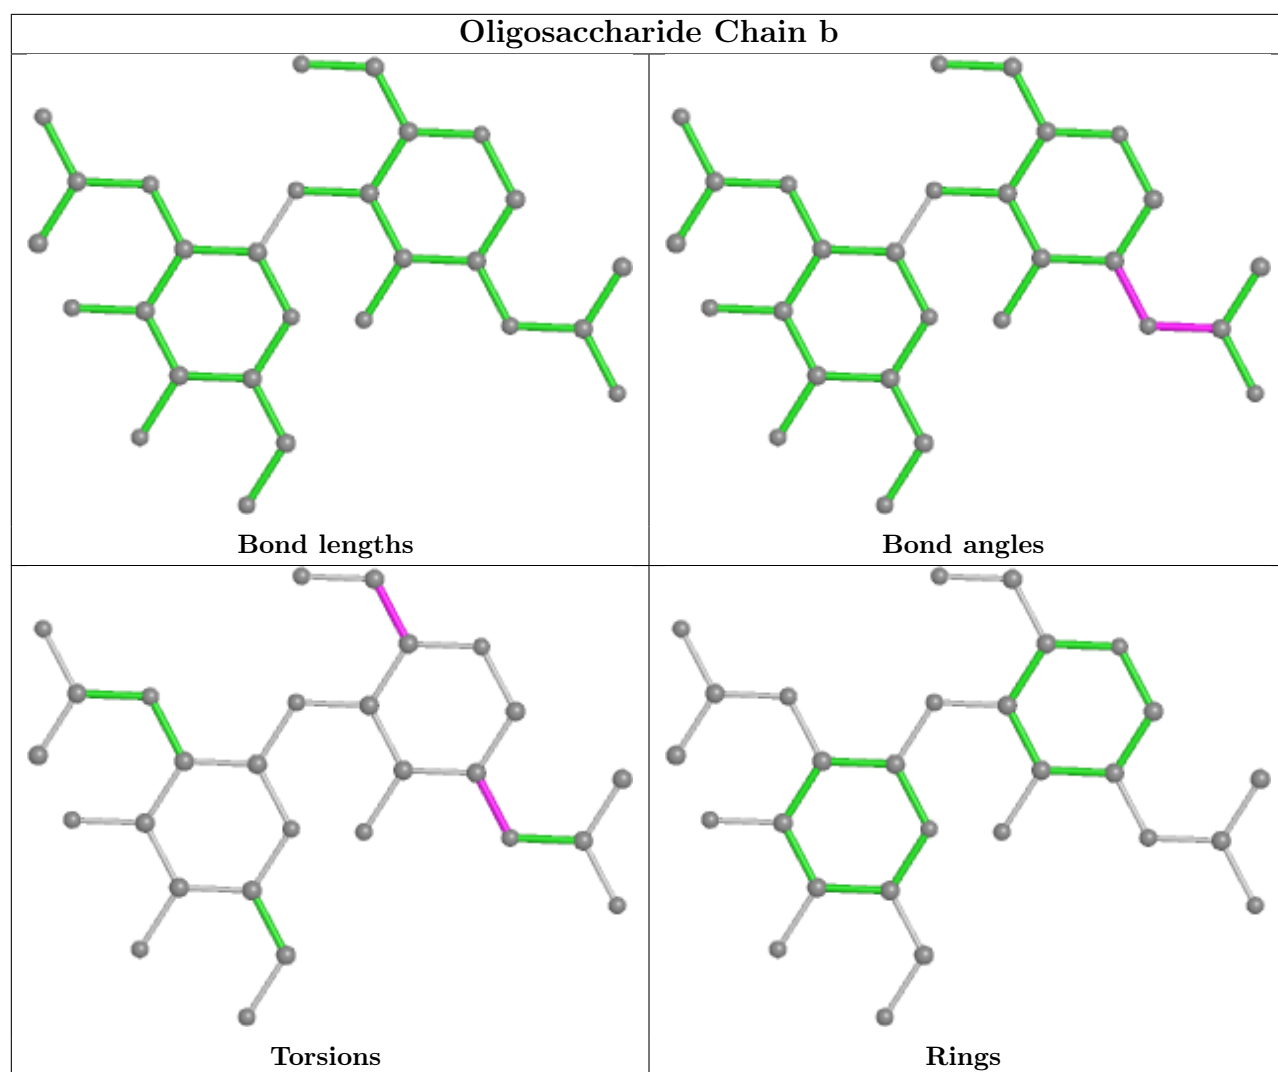 Oligosaccharide Chain b
Bond lengths
Bond angles
Torsions
Rings